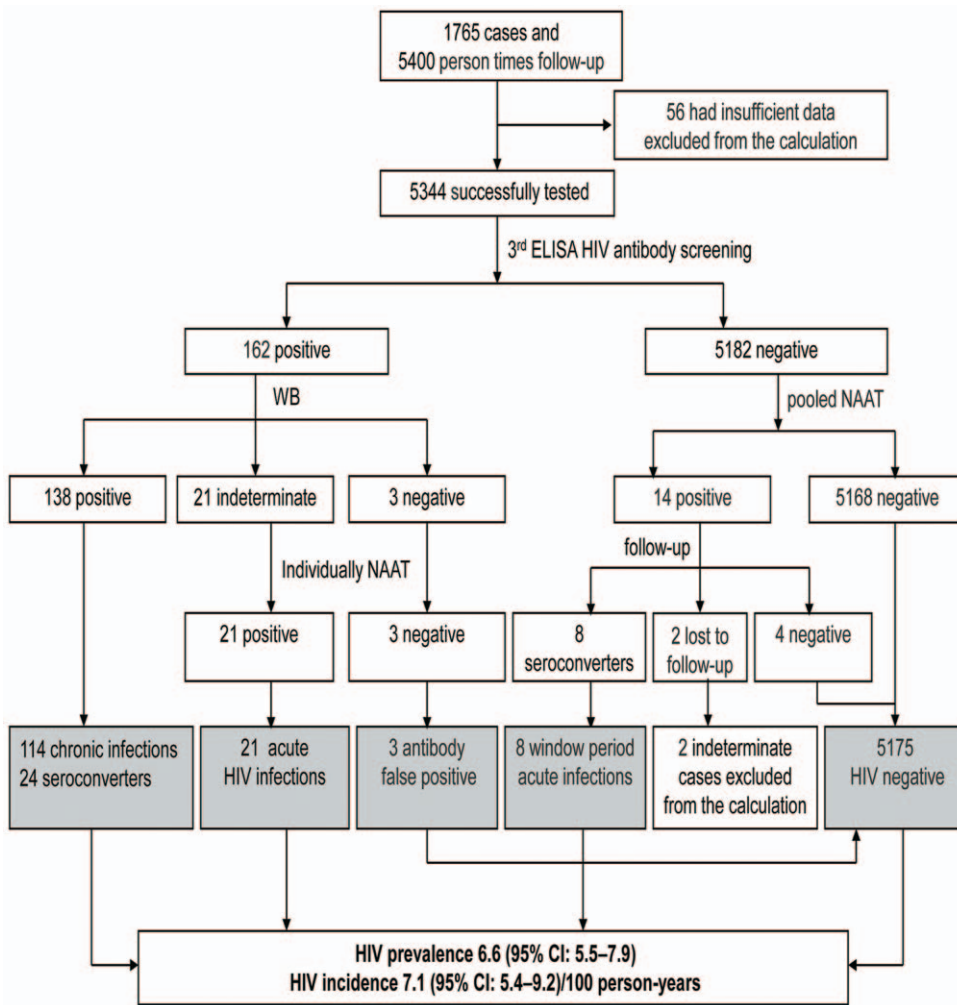 1765 cases and
5400 person times follow-up
56 had insufficient data
excluded from the calculation
5344 successfully tested
3rd ELISA HIV antibody screening
162 positive
5182 negative
WB
pooled NAAT
138 positive
21 indeterminate
3 negative
14 positive
5168 negative
follow-up
Individually NAAT
21 positive
3 negative
8
seroconverters
2 lost to
follow-up
4 negative
114 chronic infections
24 seroconverters
21 acute
HIV infections
3 antibody
false positive
8 window period
acute infections
2 indeterminate
cases excluded
from the calculation
5175
HIV negative
HIV prevalence 6.6 (95% CI: 5.5–7.9)
HIV incidence 7.1 (95% CI: 5.4–9.2)/100 person-years